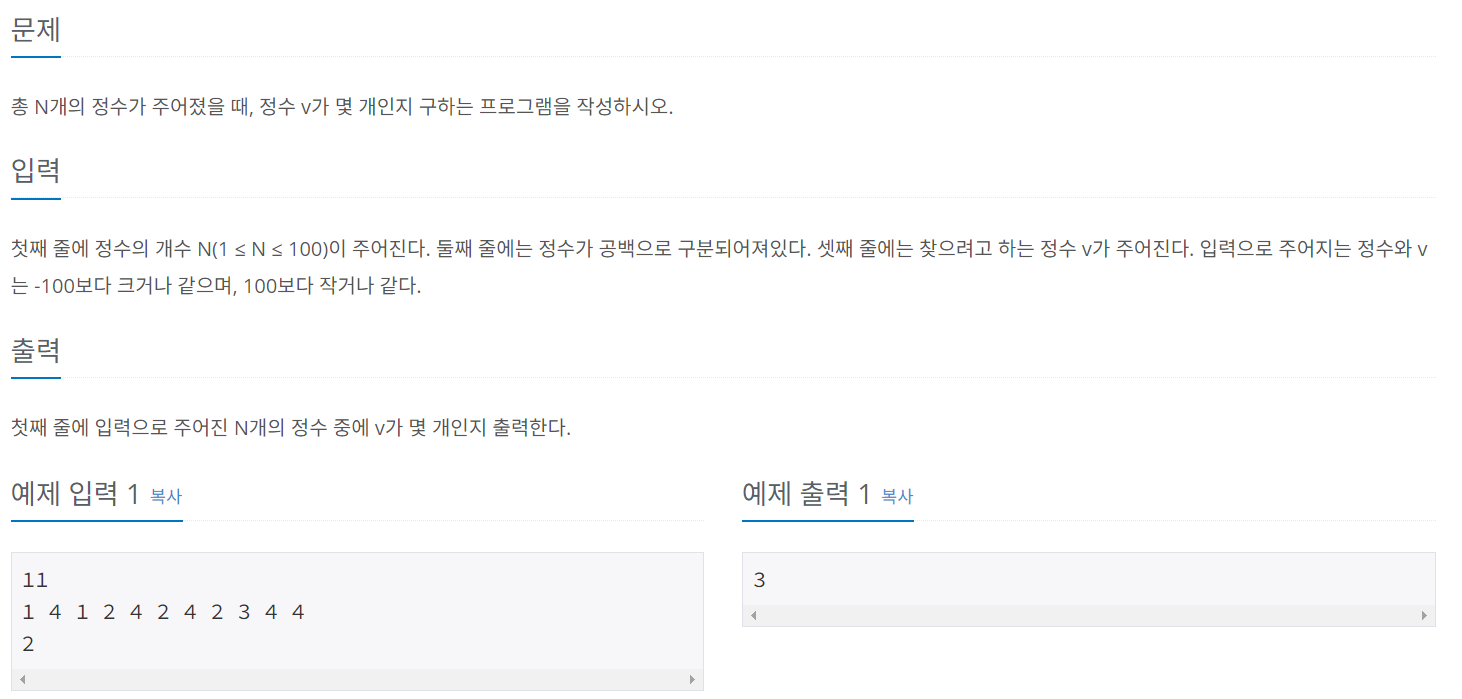 문제
총 N개의 정수가 주어졌을 때, 정수 v가 몇 개인지 구하는 프로그램을 작성하시오.
입력
첫째 줄에 정수의 개수 N(1 ≤ N ≤ 100)이 주어진다. 둘째 줄에는 정수가 공백으로 구분되어져있다. 셋째 줄에는 찾으려고 하는 정수 v가 주어진다. 입력으로 주어지는 정수와 v
는 -100보다 크거나 같으며, 100보다 작거나 같다.
출력
첫째 줄에 입력으로 주어진 N개의 정수 중에 v가 몇 개인지 출력한다.
예제 입력 1 복사
11
1 4 1 2 4 2 4 2 3 4 4
2
예제 출력 1 복사
3